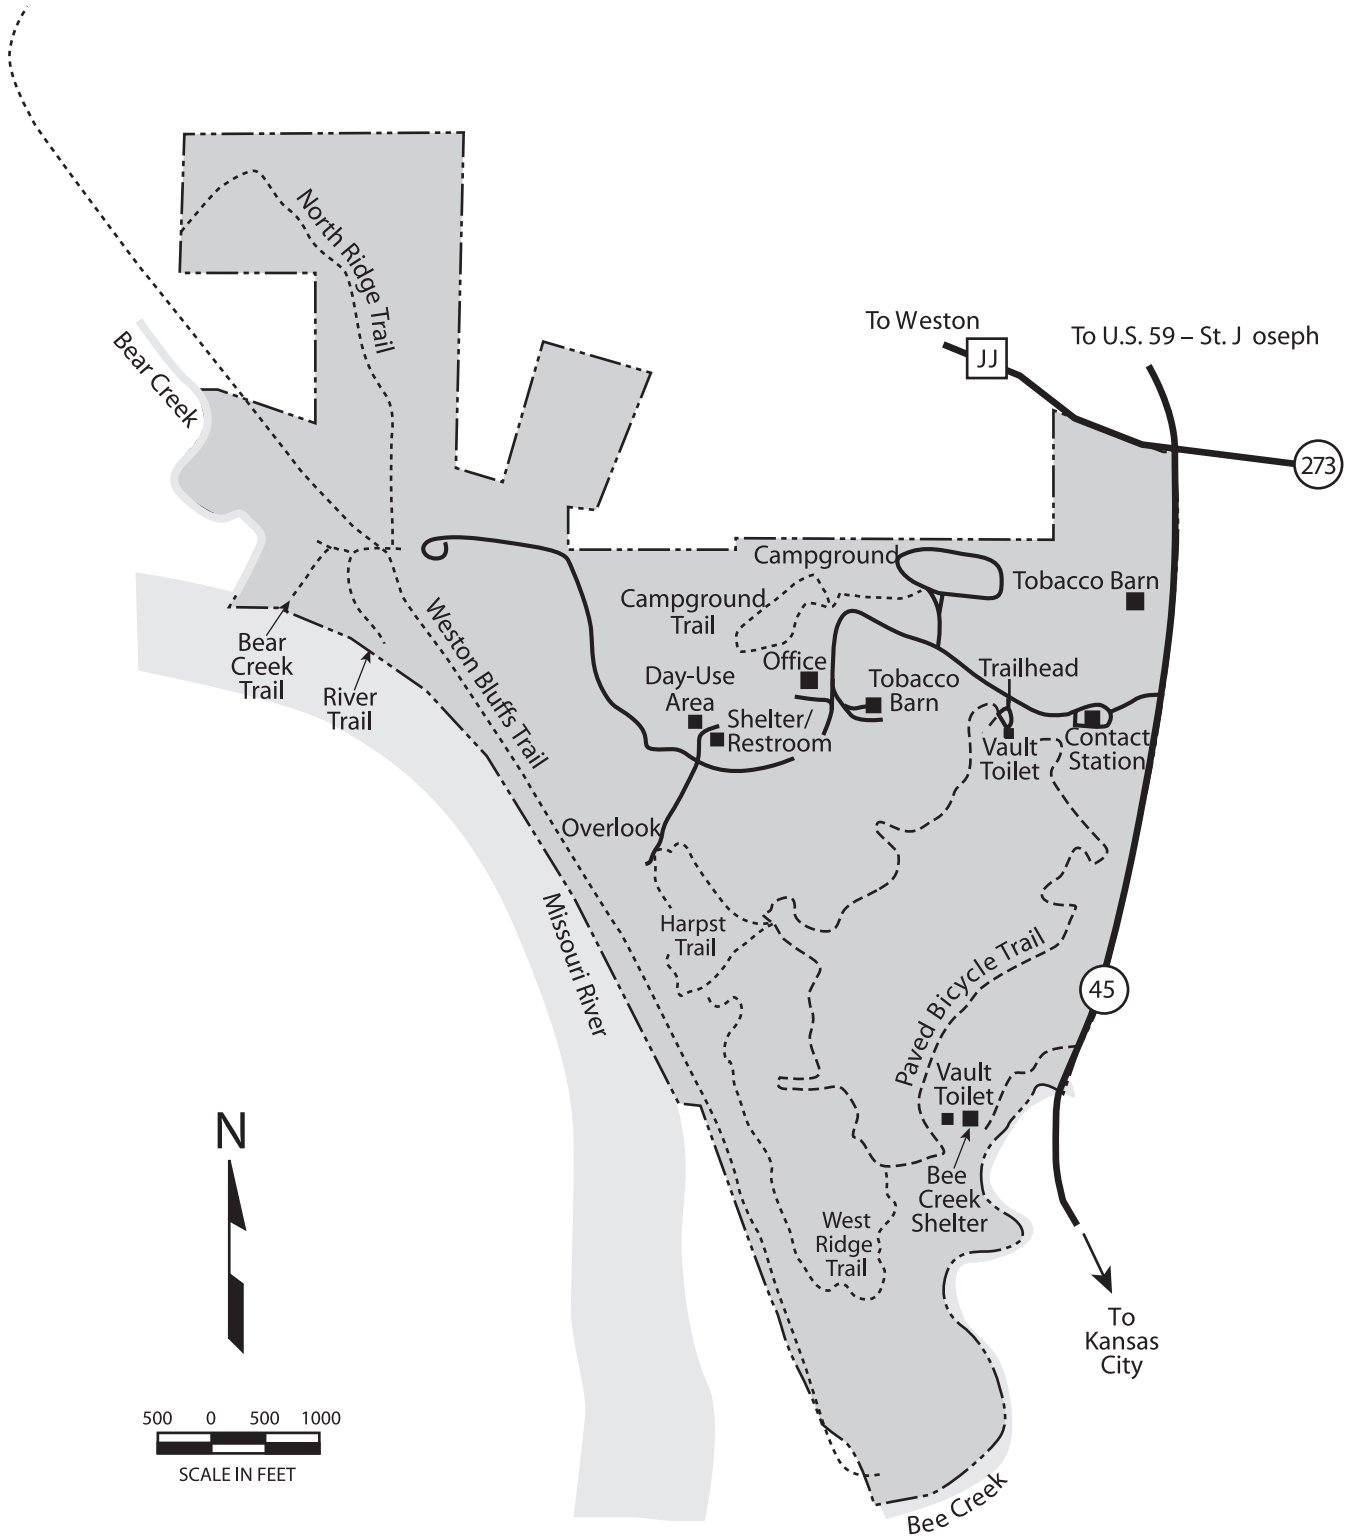 North Ridge Trail
To Weston
JJ
To U.S. 59 – St. J oseph
273
Bear Creek
Campground
Tobacco Barn
Campground
Trail
Bear
Creek
Trail
River
Trail
Weston Bluffs Trail
Office
Day-Use
Area
Tobacco
Barn
Trailhead
Shelter/
Restroom
Vault
Toilet
Contact
Station
Overlook
Harpst
Trail
Missouri River
Paved Bicycle Trail
45
Vault
Toilet
Bee
Creek
Shelter
West
Ridge
Trail
N
To
Kansas
City
500 0 500 1000
SCALE IN FEET
Bee Creek